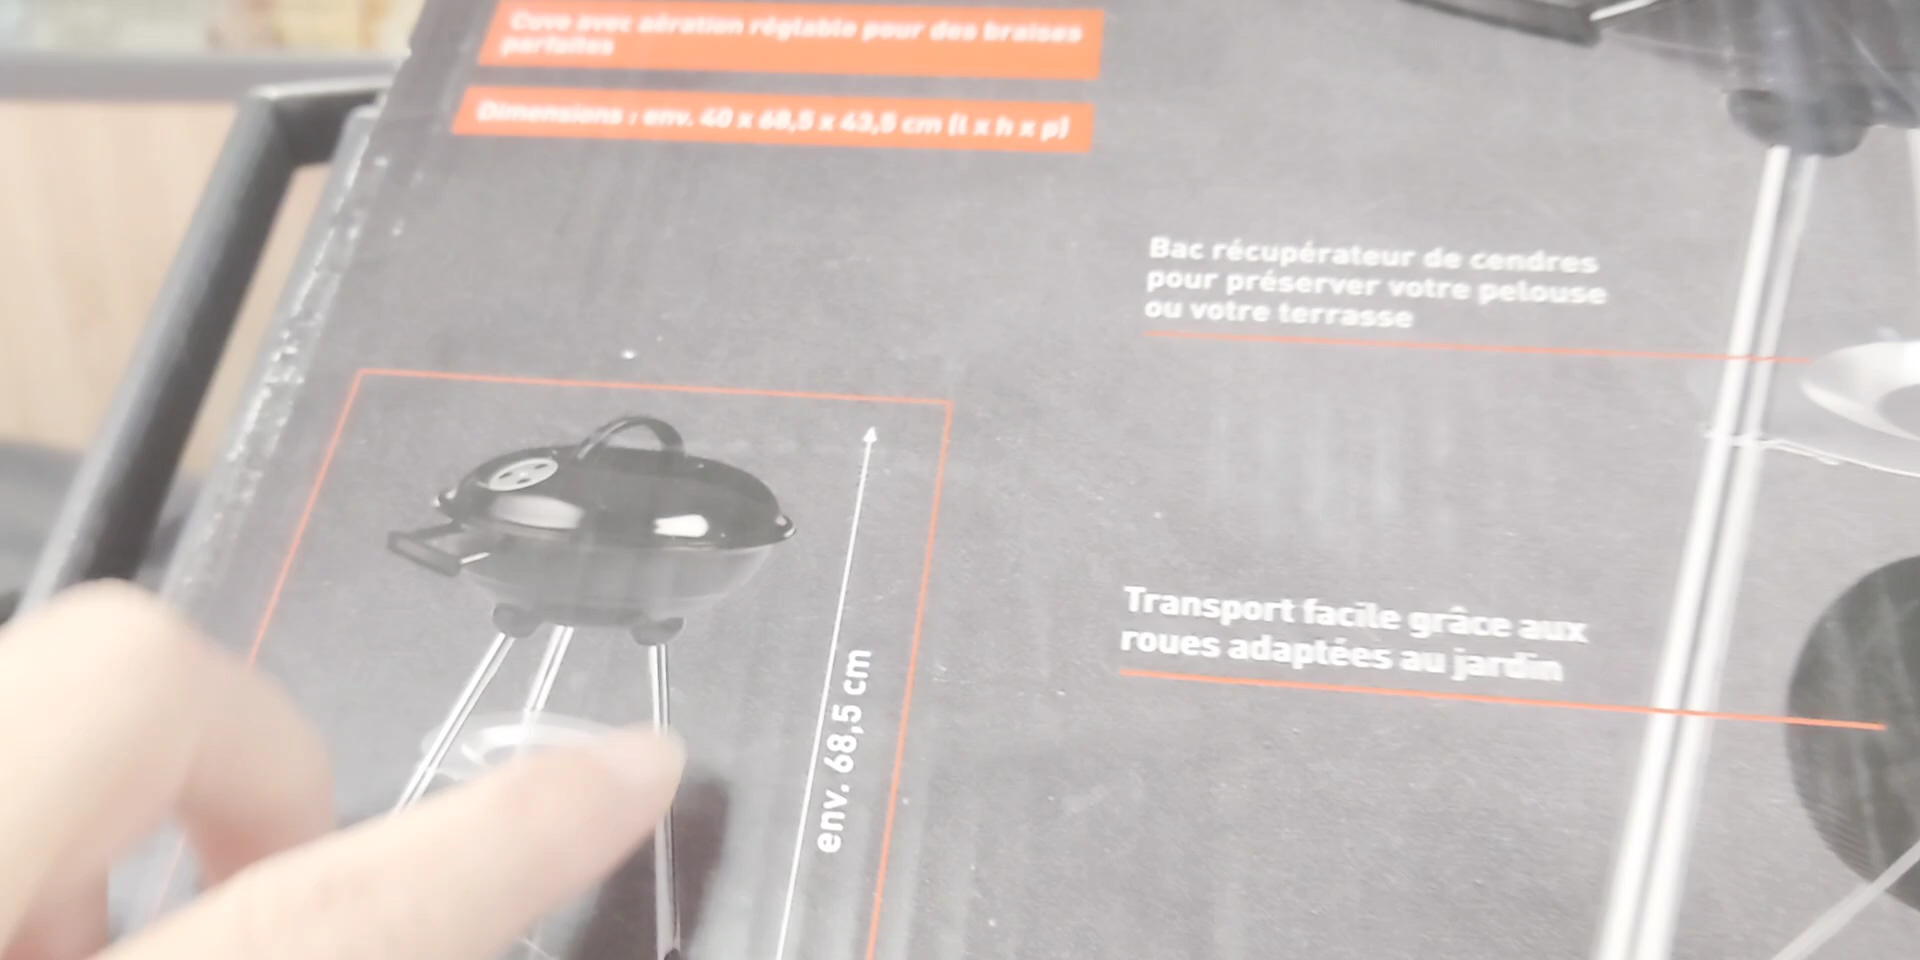 Cuve avec aération réglable pour des braises
parfaites
Dimensions : env. 40 x 68,5 x 43,5 cm (l x h x p)
Bac récupérateur de cendres
pour préserver votre pelouse
ou votre terrasse
env. 68,5 cm
Transport facile grâce aux
roues adaptées au jardin